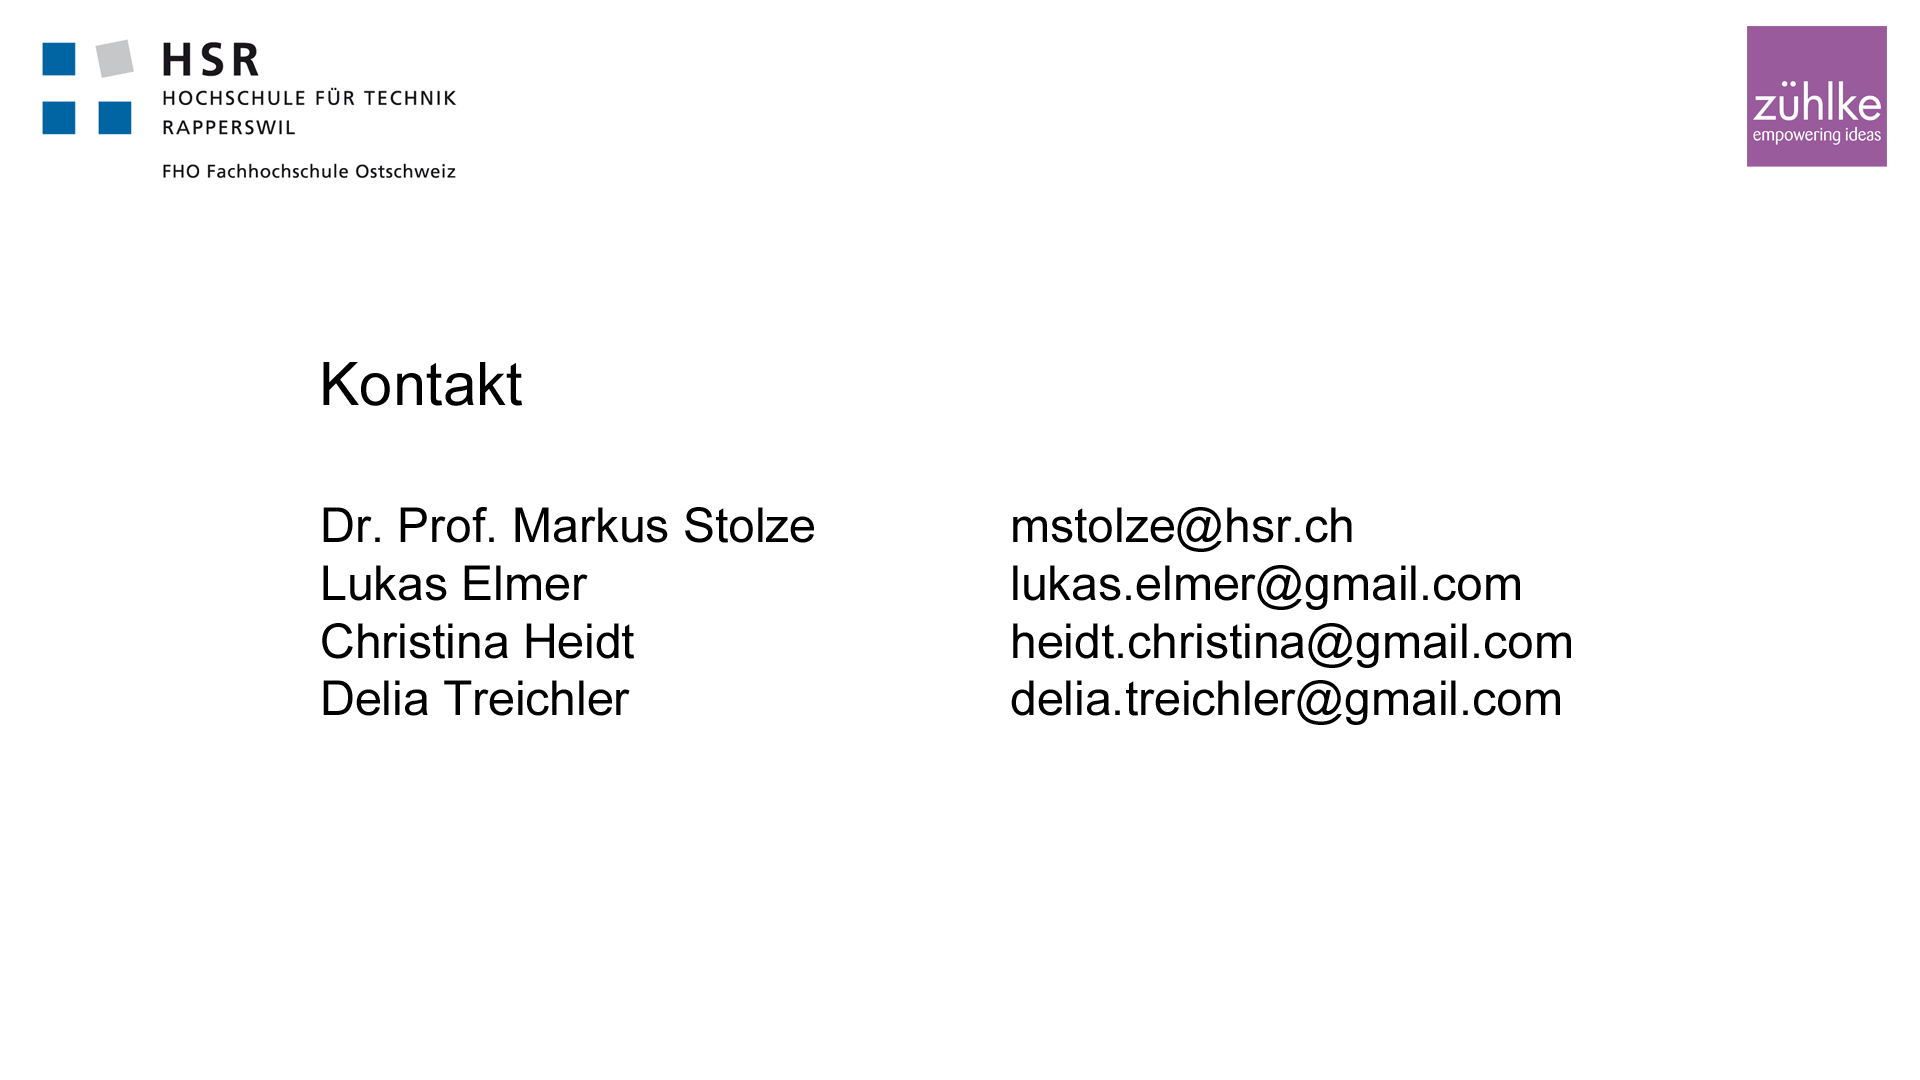 HSR
HOCHSCHULE FÜR TECHNIK
RAPPERSWIL
FHO Fachhochschule Ostschweiz
zühlke
empowering ideas
Kontakt
Dr. Prof. Markus Stolze mstolze@hsr.ch
Lukas Elmer lukas.elmer@gmail.com
Christina Heidt heidt.christina@gmail.com
Delia Treichler delia.treichler@gmail.com